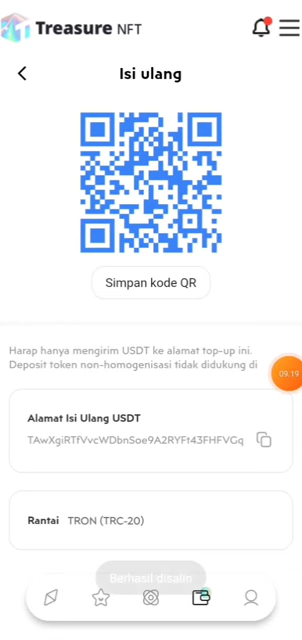 Treasure NFT
Isi ulang
Simpan kode QR
Harap hanya mengirim USDT ke alamat top-up ini.
Deposit token non-homogenisasi tidak didukung di
09.19
Alamat Isi Ulang USDT
TAwXgiRTfVvcWDbnSoe9A2RYFt43FHFVGq
Rantai TRON (TRC-20)
Berhasil disalin